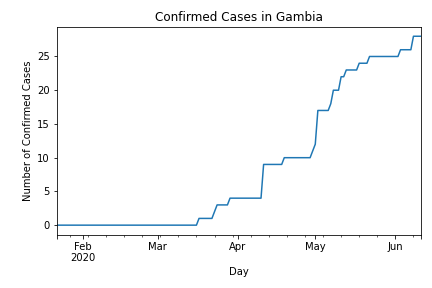 Confirmed Cases in Gambia
Number of Confirmed Cases
25
20
15
10
5
0
Feb Mar Apr May Jun
2020
Day